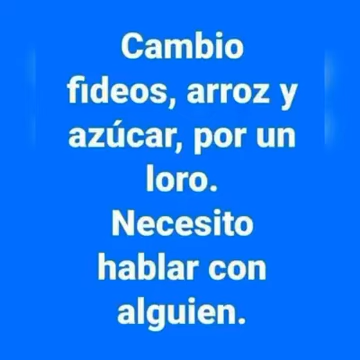 Cambio
fideos, arroz y
azúcar, por un
loro.
Necesito
hablar con
alguien.